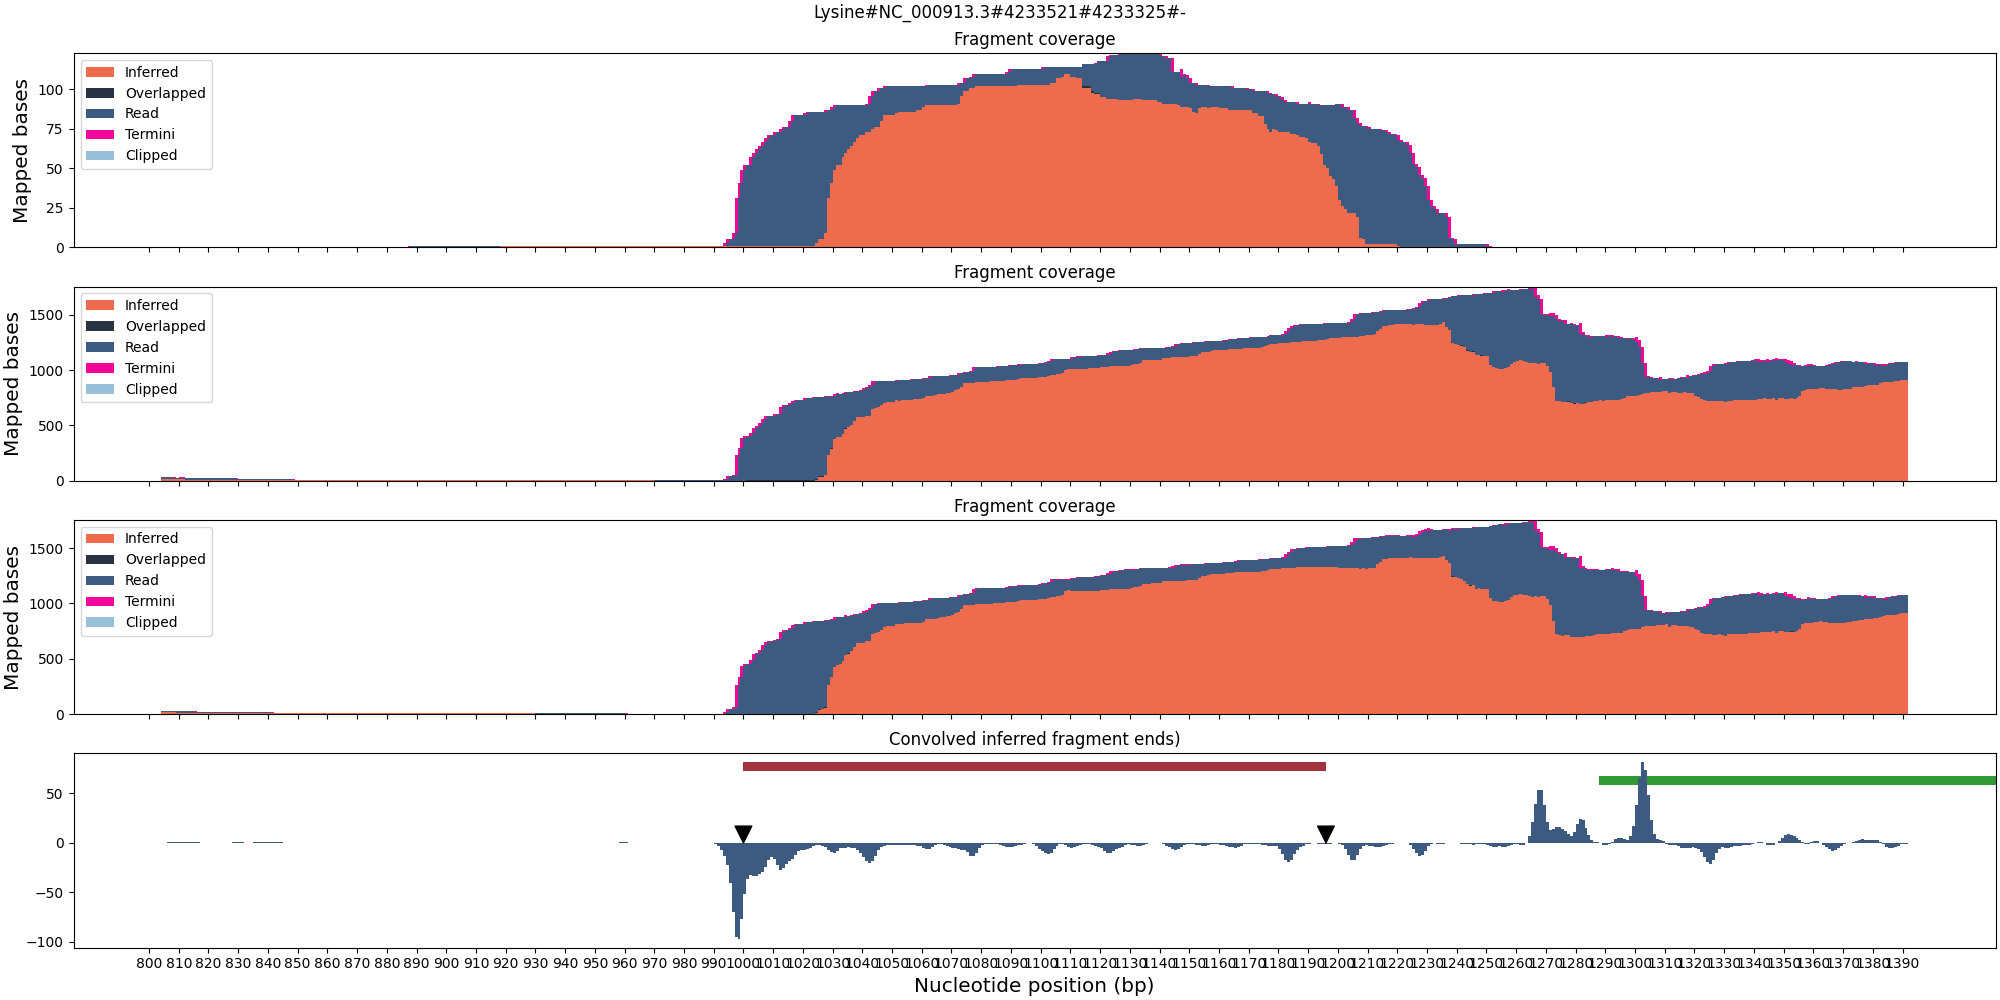 Lysine#NC_000913.3#4233521#4233325#-
Fragment coverage
Mapped bases
100
75
50
25
0
Inferred
Overlapped
Read
Termini
Clipped
Fragment coverage
Mapped bases
1500
1000
500
0
Inferred
Overlapped
Read
Termini
Clipped
Fragment coverage
Mapped bases
1500
1000
500
0
Inferred
Overlapped
Read
Termini
Clipped
Convolved inferred fragment ends)
50
0
−50
−100
800 810 820 830 840 850 860 870 880 890 900 910 920 930 940 950 960 970 980 990 1000 1010 1020 1030 1040 1050 1060 1070 1080 1090 1100 1110 1120 1130 1140 1150 1160 1170 1180 1190 1200 1210 1220 1230 1240 1250 1260 1270 1280 1290 1300 1310 1320 1330 1340 1350 1360 1370 1380 1390
Nucleotide position (bp)